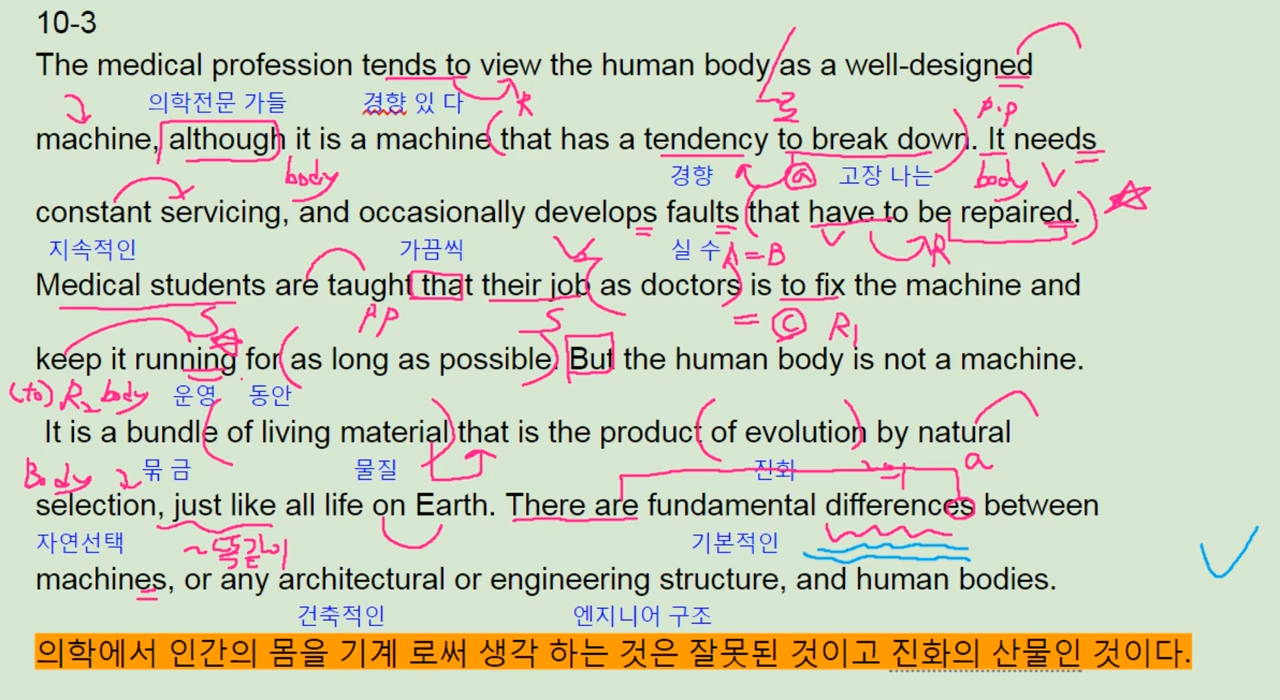 10-3
The medical profession tends to view the human body as a well-designed
의학전문 가들 경향 있 다 R 로 p.p
machine, although it is a machine (that has a tendency to break down). It needs
body 경향 ⓐ 고장 나는 body V
constant servicing, and occasionally develops faults (that have to be repaired.)
지속적인 가끔씩 실 수 A=B V R
Medical students are taught that their job (as doctors) is to fix the machine and
S PP S = ⓒ R1
keep it running for (as long as possible). But the human body is not a machine.
(to) R2 body 운영 동안
It is a bundle (of living material) that is the product (of evolution) by natural
Body 묶 금 물질 진화 a
selection, just like all life on Earth. There are fundamental differences between
자연선택 ~똑같이 기본적인
machines, or any architectural or engineering structure, and human bodies.
건축적인 엔지니어 구조
의학에서 인간의 몸을 기계 로써 생각 하는 것은 잘못된 것이고 진화의 산물인 것이다.